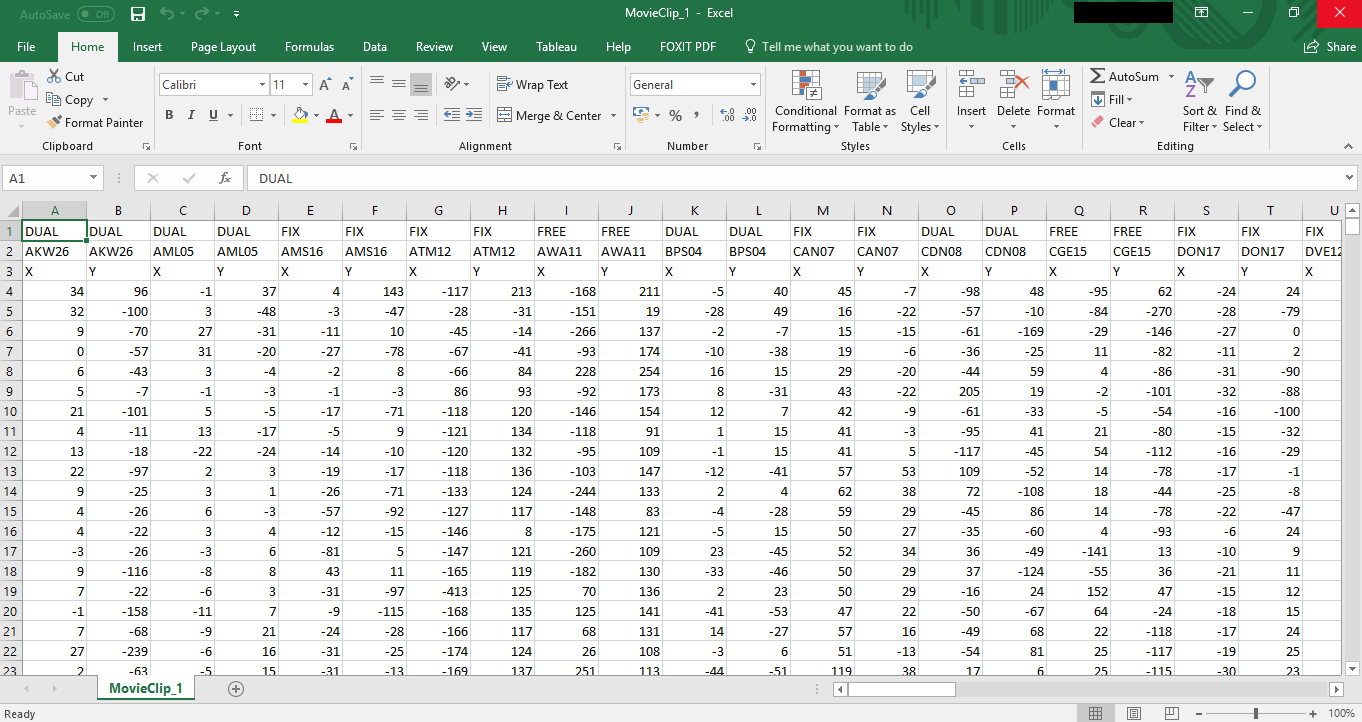 AutoSave Off MovieClip_1 - Excel
File Home Insert Page Layout Formulas Data Review View Tableau Help FOXIT PDF Tell me what you want to do Share
Cut Calibri 11 A A Wrap Text General AutoSum
Copy Fill
Paste Format Painter B I U A Merge & Center % , .00 .0 Conditional Formatting Format as Table Cell Styles Insert Delete Format Clear Sort & Filter Find & Select
Clipboard Font Alignment Number Styles Cells Editing
A1 fx DUAL
A B C D E F G H I J K L M N O P Q R S T U
1 DUAL DUAL DUAL DUAL FIX FIX FIX FIX FREE FREE DUAL DUAL FIX FIX DUAL DUAL FREE FREE FIX FIX FIX
2 AKW26 AKW26 AML05 AML05 AMS16 AMS16 ATM12 ATM12 AWA11 AWA11 BPS04 BPS04 CAN07 CAN07 CDN08 CDN08 CGE15 CGE15 DON17 DON17 DVE12
3 X Y X Y X Y X Y X Y X Y X Y X Y X Y X Y X
4 34 96 -1 37 4 143 -117 213 -168 211 -5 40 45 -7 -98 48 -95 62 -24 24
5 32 -100 3 -48 -3 -47 -28 -31 -151 19 -28 49 16 -22 -57 -10 -84 -270 -28 -79
6 9 -70 27 -31 -11 10 -45 -14 -266 137 -2 -7 15 -15 -61 -169 -29 -146 -27 0
7 0 -57 31 -20 -27 -78 -67 -41 -93 174 -10 -38 19 -6 -36 -25 11 -82 -11 2
8 6 -43 3 -4 -2 8 -66 84 228 254 16 15 29 -20 -44 59 4 -86 -31 -90
9 5 -7 -1 -3 -1 -3 86 93 -92 173 8 -31 43 -22 205 19 -2 -101 -32 -88
10 21 -101 5 -5 -17 -71 -118 120 -146 154 12 7 42 -9 -61 -33 -5 -54 -16 -100
11 4 -11 13 -17 -5 9 -121 134 -118 91 1 15 41 -3 -95 41 21 -80 -15 -32
12 13 -18 -22 -24 -14 -10 -120 132 -95 109 -1 15 41 5 -117 -45 54 -112 -16 -29
13 22 -97 2 3 -19 -17 -118 136 -103 147 -12 -41 57 53 109 -52 14 -78 -17 -1
14 9 -25 3 1 -26 -71 -133 124 -244 133 2 4 62 38 72 -108 18 -44 -25 -8
15 4 -26 6 -3 -57 -92 -127 117 -148 83 -4 -28 59 29 -45 86 14 -78 -22 -47
16 4 -22 3 4 -12 -15 -146 8 -175 121 -5 15 50 27 -35 -60 4 -93 -6 24
17 -3 -26 -3 6 -81 5 -147 121 -260 109 23 -45 52 34 36 -49 -141 13 -10 9
18 9 -116 -8 8 43 11 -165 119 -182 130 -33 -46 50 29 37 -124 -55 36 -21 11
19 7 -22 -6 3 -31 -97 -413 125 70 136 2 23 50 29 -16 24 152 47 -15 12
20 -1 -158 -11 7 -9 -115 -168 135 125 141 -41 -53 47 22 -50 -67 64 -24 -18 15
21 7 -68 -9 21 -24 -28 -166 117 68 131 14 -27 57 16 -49 68 22 -118 -17 24
22 27 -239 -6 16 -31 -25 -174 124 26 108 -3 6 51 -13 -54 81 25 -117 -19 25
23 2 -63 -5 15 -31 -13 -169 137 251 113 -44 -51 119 38 17 6 25 -115 -30 23
MovieClip_1
Ready 100%